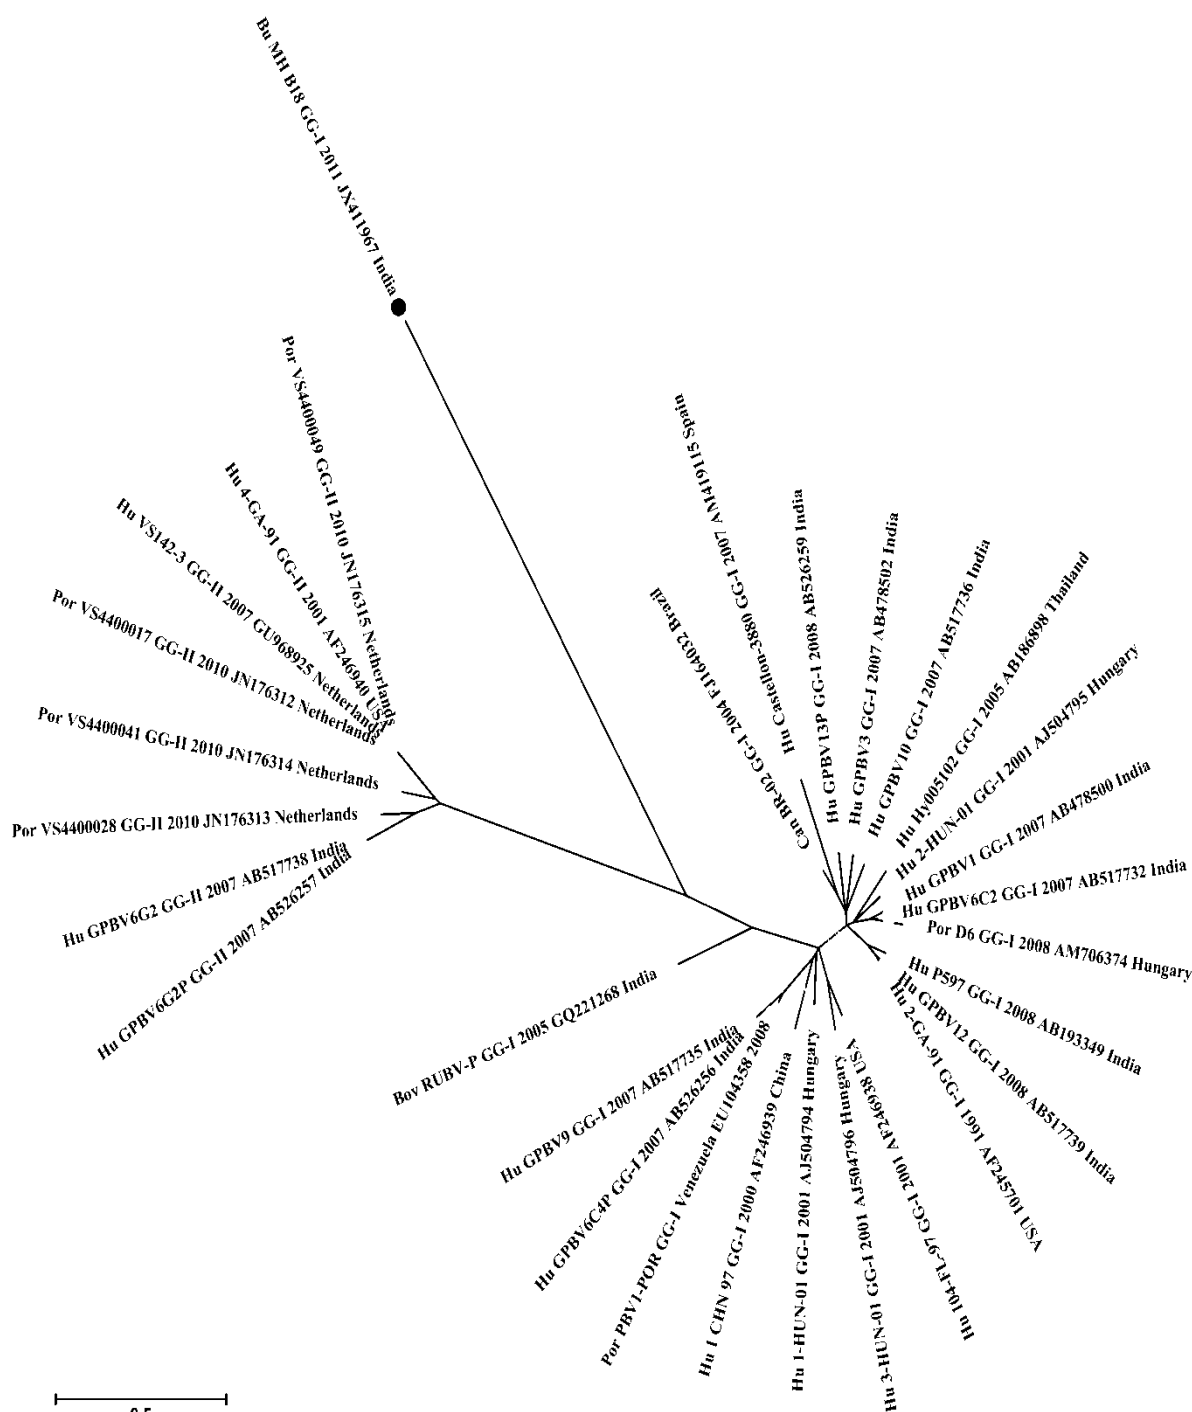 Bu MH B18 GG-I 2011 JX411967 India
Por VS4400049 GG-II 2010 JN176315 Netherlands
Hu 4-GA-91 GG-II 2001 AF246940 USA
Hu VS142-3 GG-II 2007 GU968925 Netherlands
Por VS4400017 GG-II 2010 JN176312 Netherlands
Por VS4400041 GG-II 2010 JN176314 Netherlands
Por VS4400028 GG-II 2010 JN176313 Netherlands
Hu GPBV6G2 GG-II 2007 AB517738 India
Hu GPBV6G2P GG-II 2007 AB526257 India
Can BR-02 GG-I 2004 FJ164032 Brazil
Hu Castellon-3880 GG-I 2007 AM419115 Spain
Hu GPBV13P GG-I 2008 AB526259 India
Hu GPBV3 GG-I 2007 AB478502 India
Hu GPBV10 GG-I 2007 AB517736 India
Hu Hy005102 GG-I 2005 AB186898 Thailand
Hu 2-HUN-01 GG-I 2001 AJ504795 Hungary
Hu GPBV1 GG-I 2007 AB478500 India
Hu GPBV6C2 GG-I 2007 AB517732 India
Por D6 GG-I 2008 AM706374 Hungary
Hu P597 GG-I 2008 AB193349 India
Hu GPBV12 GG-I 2008 AB517739 India
Hu 2-GA-91 GG-I 1991 AF245701 USA
Hu 104-FL-97 GG-I 2001 AF246938 USA
Hu 3-HUN-01 GG-I 2001 AJ504796 Hungary
Hu 1-HUN-01 GG-I 2001 AJ504794 Hungary
Hu 1 CHN 97 GG-I 2000 AF246939 China
Por PBV1-POR GG-I Venezuela EU104358 2008
Hu GPBV6C4P GG-I 2007 AB526256 India
Hu GPBV9 GG-I 2007 AB517735 India
Bov RUBV-P GG-I 2005 GQ221268 India